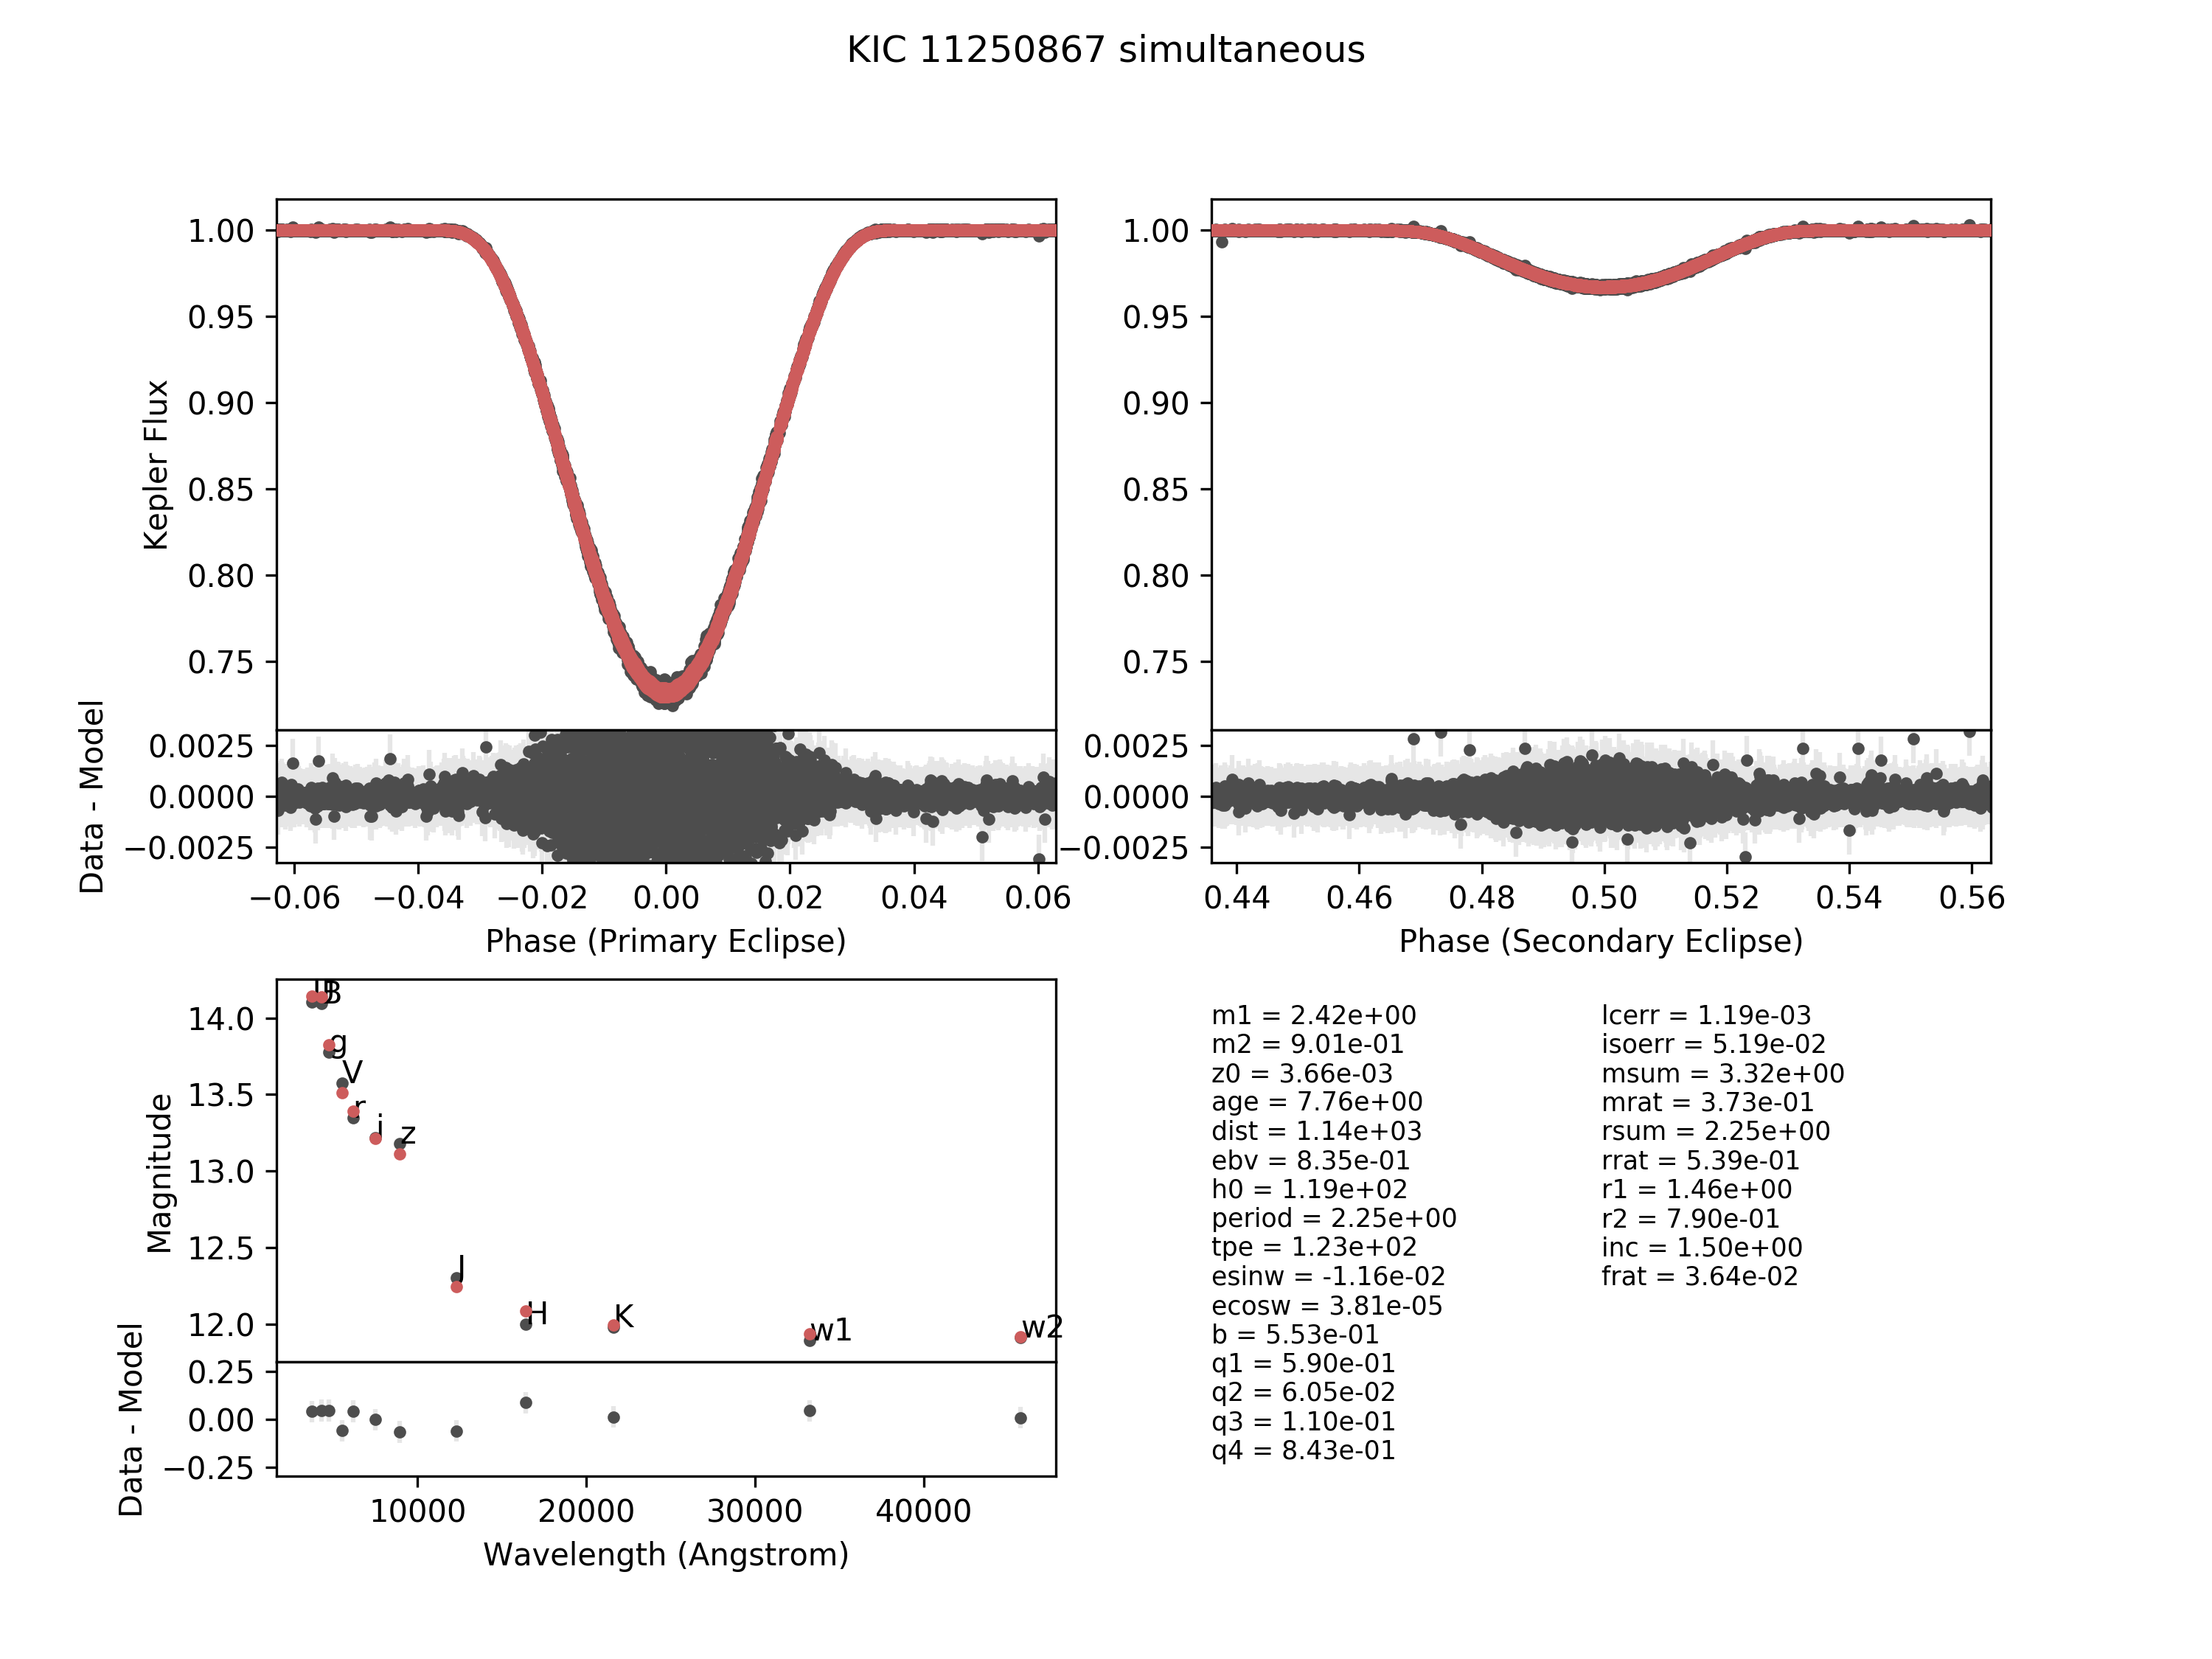 KIC 11250867 simultaneous
Kepler Flux
1.00
0.95
0.90
0.85
0.80
0.75
1.00
0.95
0.90
0.85
0.80
0.75
Data - Model
0.0025
0.0000
−0.0025
0.0025
0.0000
−0.0025
−0.06 −0.04 −0.02 0.00 0.02 0.04 0.06
0.44 0.46 0.48 0.50 0.52 0.54 0.56
Phase (Primary Eclipse)
Phase (Secondary Eclipse)
Magnitude
14.0
13.5
13.0
12.5
12.0
U
B
g
V
r
i
z
J
H
K
w1
w2
Data - Model
0.25
0.00
−0.25
10000 20000 30000 40000
Wavelength (Angstrom)
m1 = 2.42e+00
m2 = 9.01e-01
z0 = 3.66e-03
age = 7.76e+00
dist = 1.14e+03
ebv = 8.35e-01
h0 = 1.19e+02
period = 2.25e+00
tpe = 1.23e+02
esinw = -1.16e-02
ecosw = 3.81e-05
b = 5.53e-01
q1 = 5.90e-01
q2 = 6.05e-02
q3 = 1.10e-01
q4 = 8.43e-01
lcerr = 1.19e-03
isoerr = 5.19e-02
msum = 3.32e+00
mrat = 3.73e-01
rsum = 2.25e+00
rrat = 5.39e-01
r1 = 1.46e+00
r2 = 7.90e-01
inc = 1.50e+00
frat = 3.64e-02